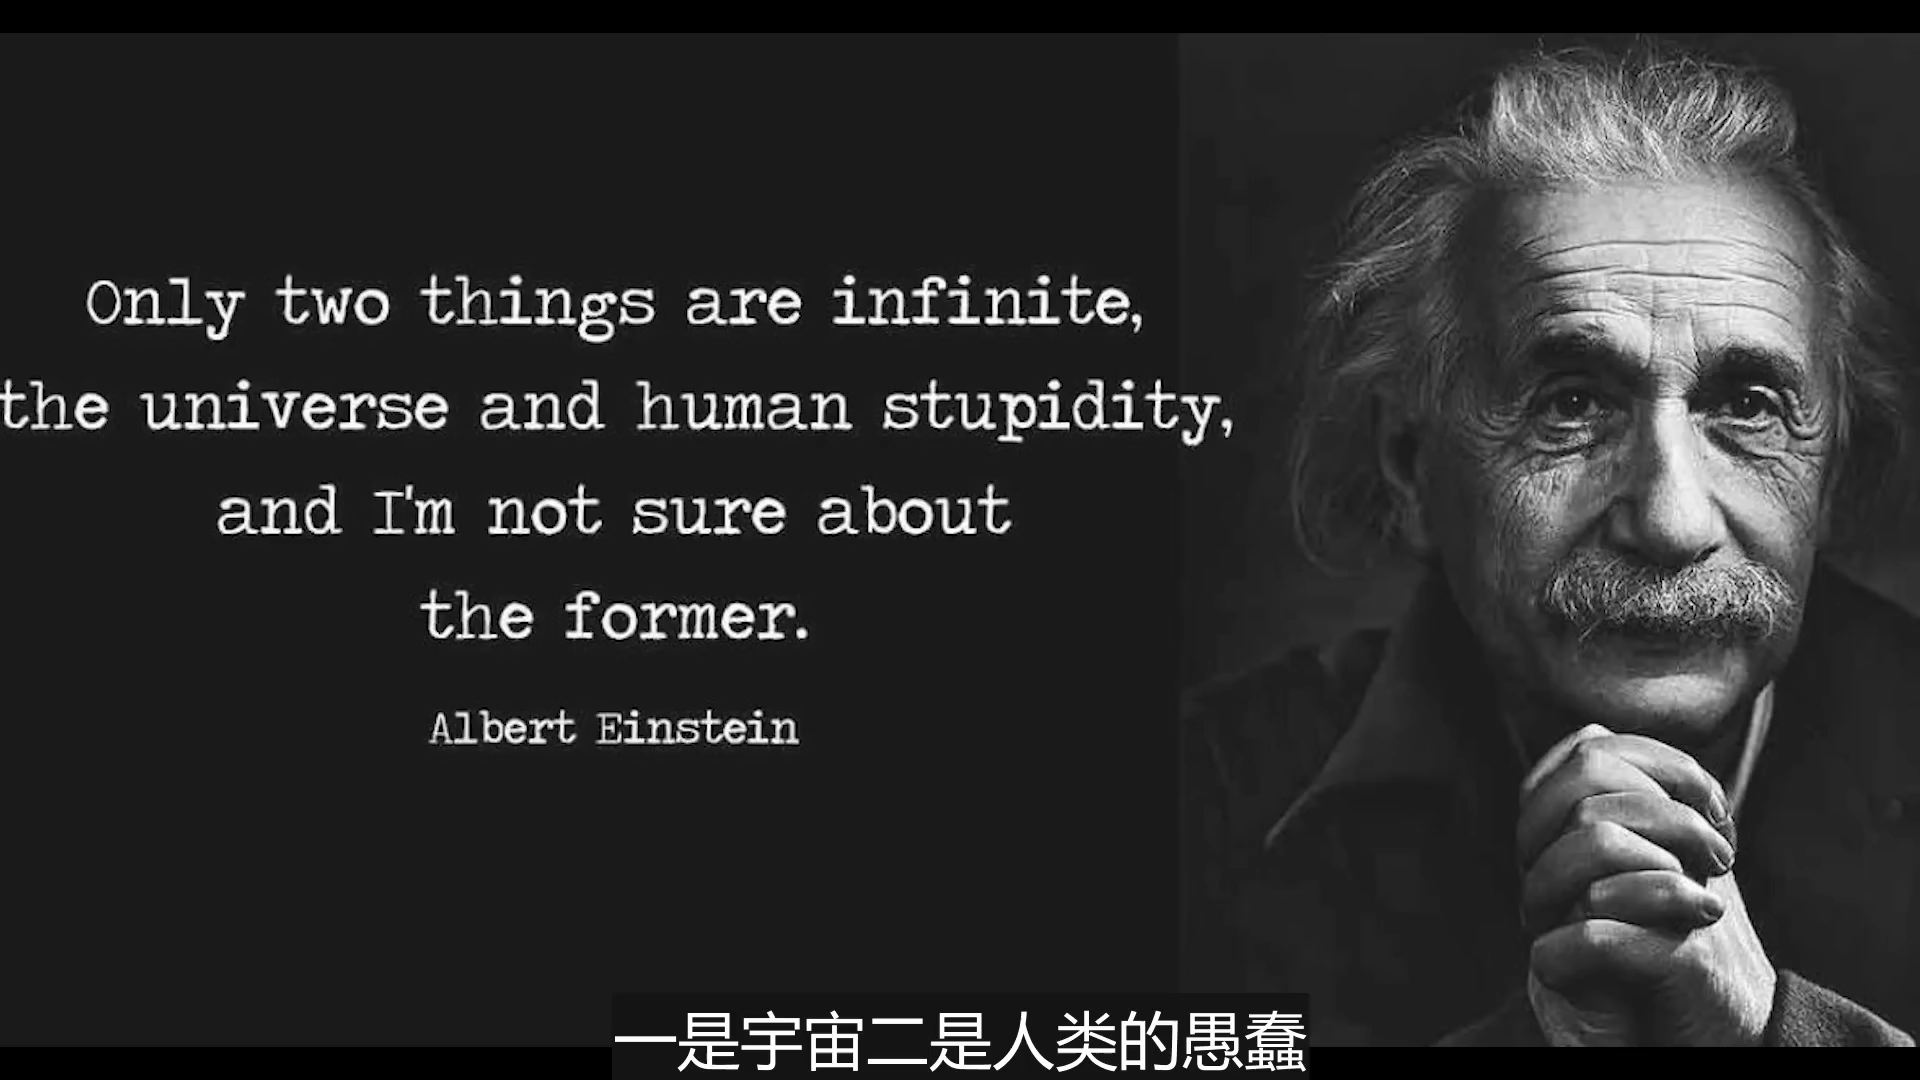 Only two things are infinite,
the universe and human stupidity,
and I'm not sure about
the former.
Albert Einstein
一是宇宙二是人类的愚蠢